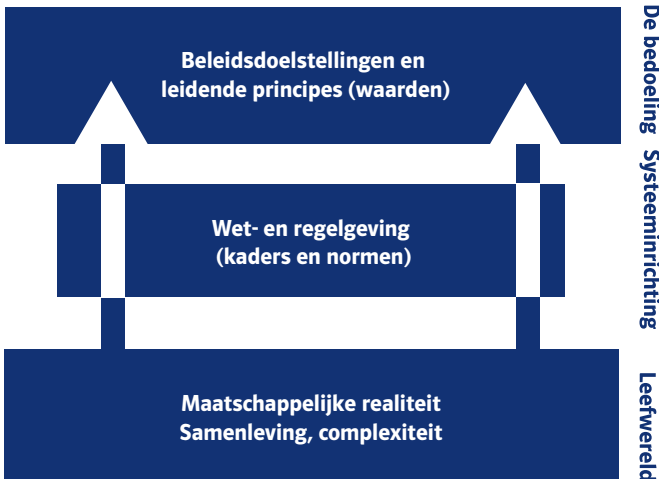 Beleidsdoelstellingen en
leidende principes (waarden)
De bedoeling
Wet- en regelgeving
(kaders en normen)
Systeeminrichting
Maatschappelijke realiteit
Samenleving, complexiteit
Leefwereld